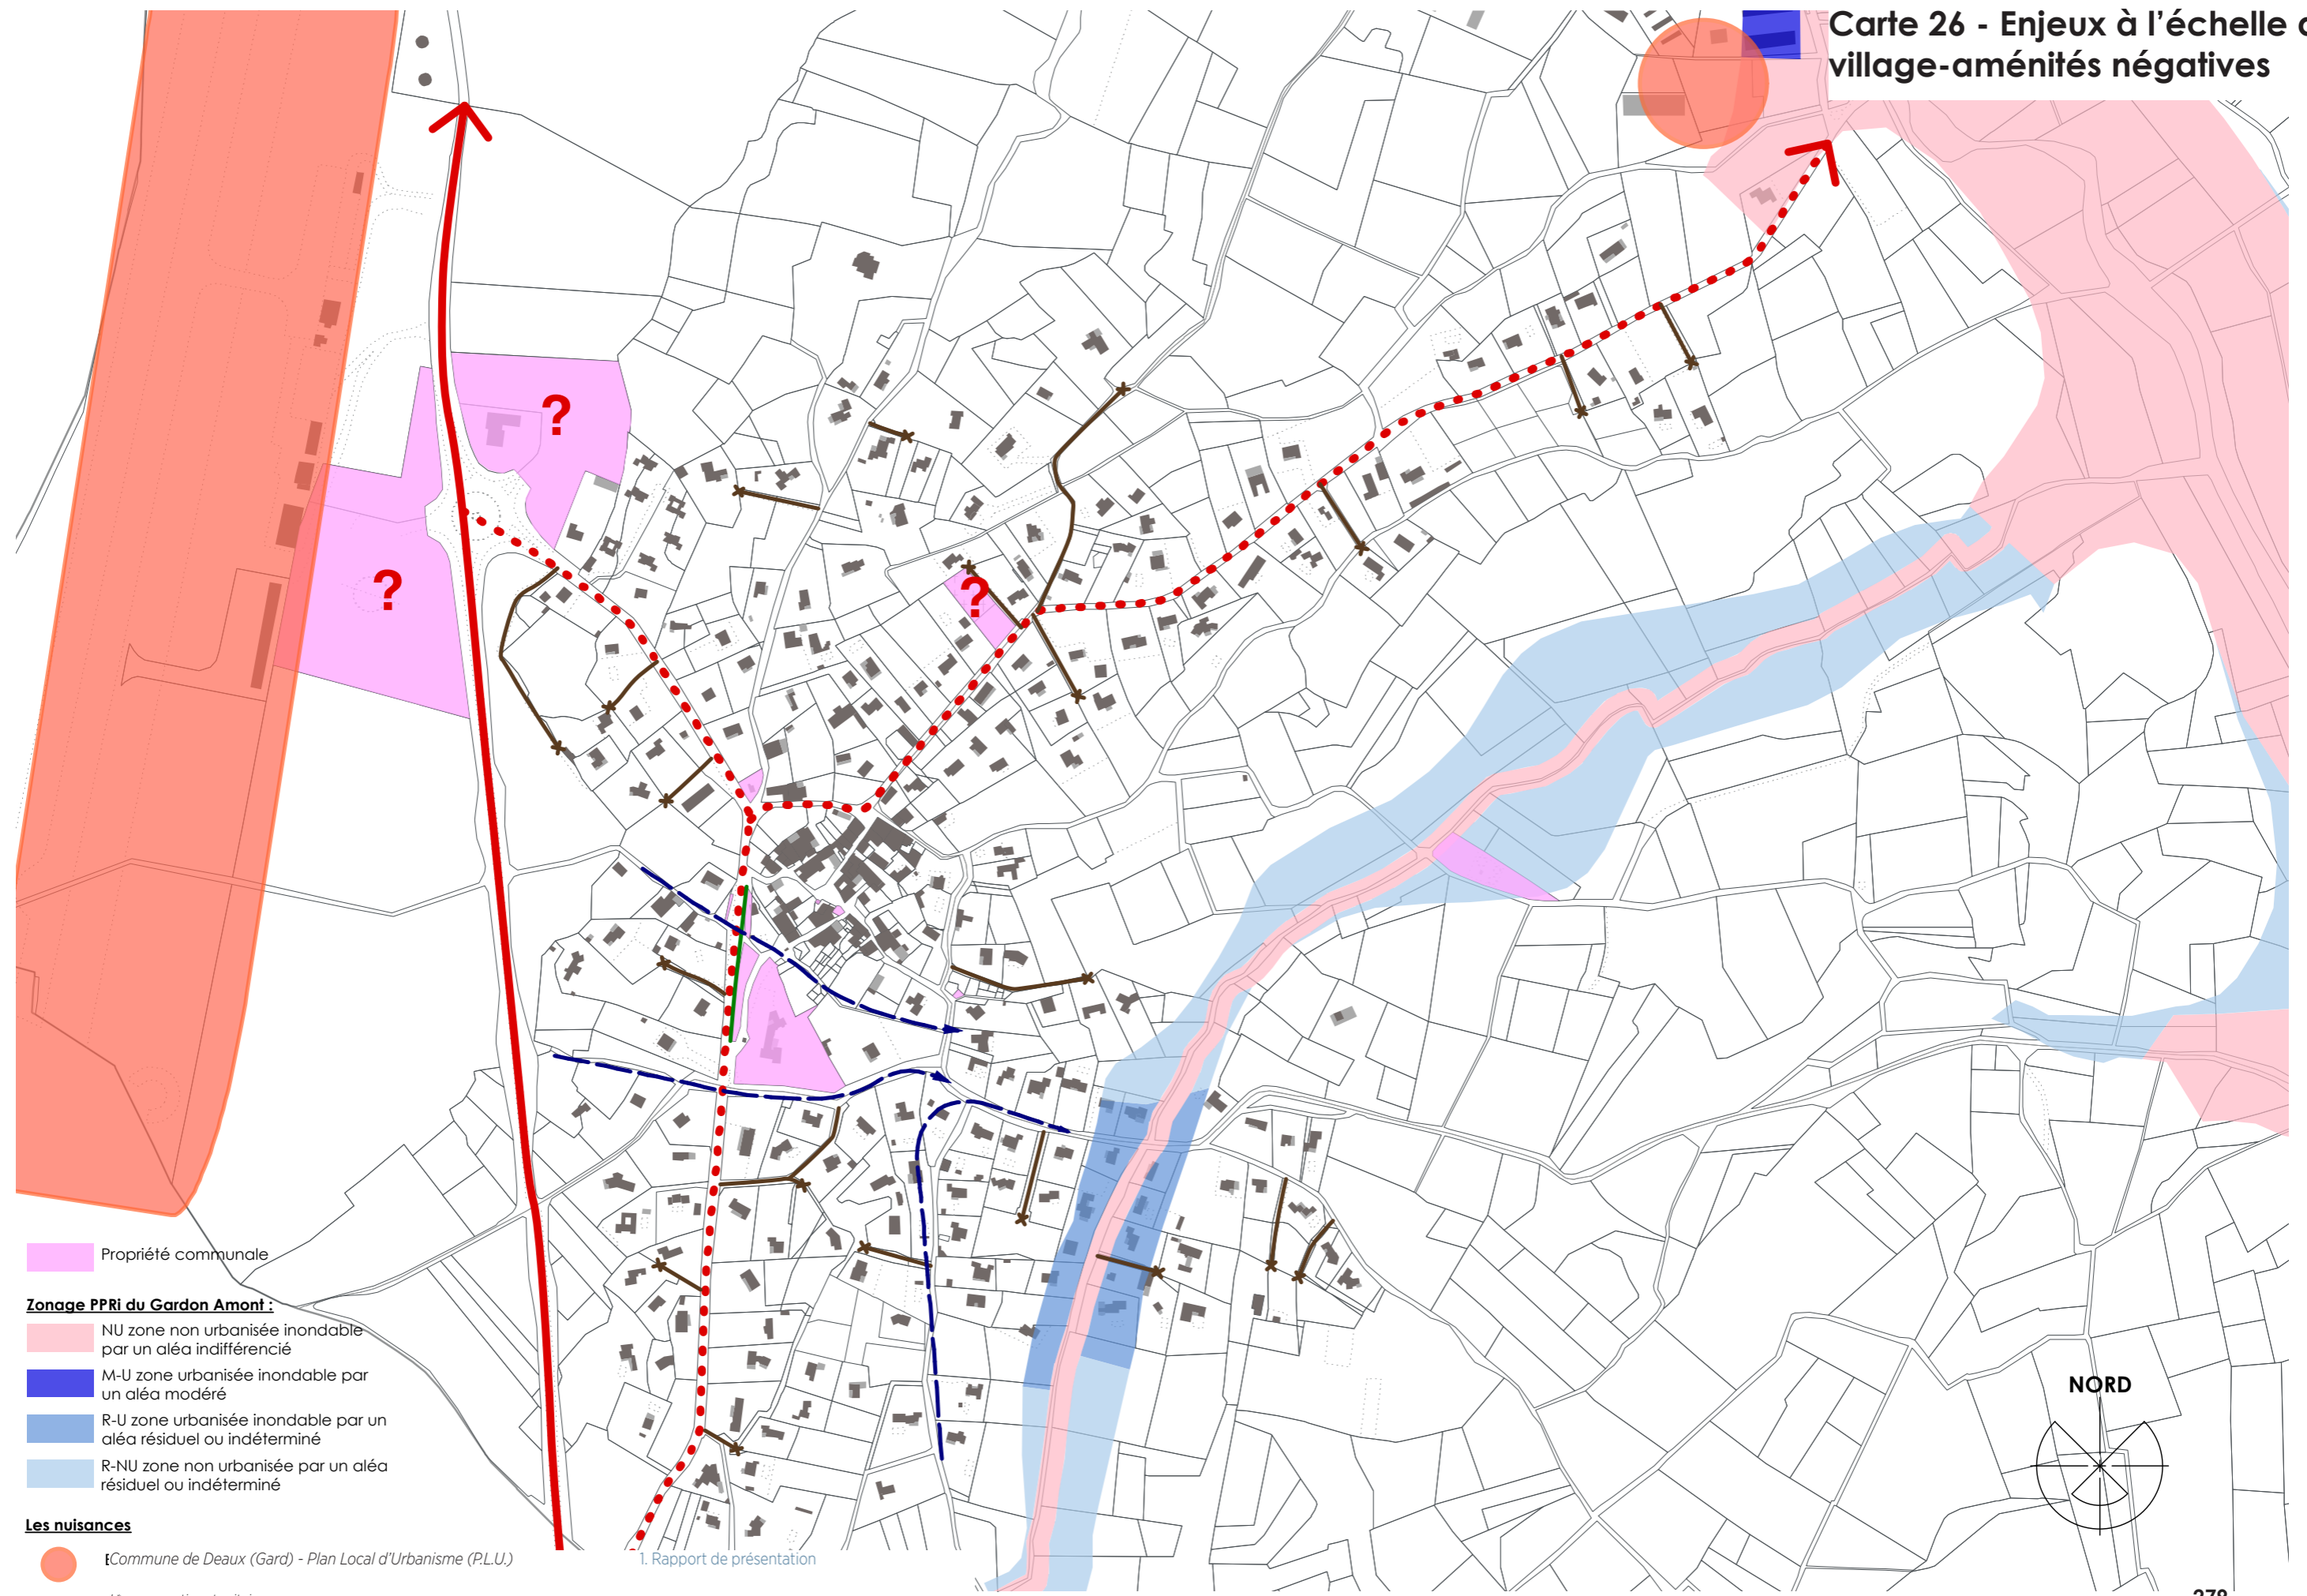 Carte 26 - Enjeux à l'échelle
village-aménités négatives
?
?
?
Propriété communale
Zonage PPRi du Gardon Amont :
NU zone non urbanisée inondable
par un aléa indifférencié
M-U zone urbanisée inondable par
un aléa modéré
R-U zone urbanisée inondable par un
aléa résiduel ou indéterminé
R-NU zone non urbanisée par un aléa
résiduel ou indéterminé
Les nuisances
Commune de Deaux (Gard) - Plan Local d'Urbanisme (P.L.U.)
1. Rapport de présentation
NORD
278